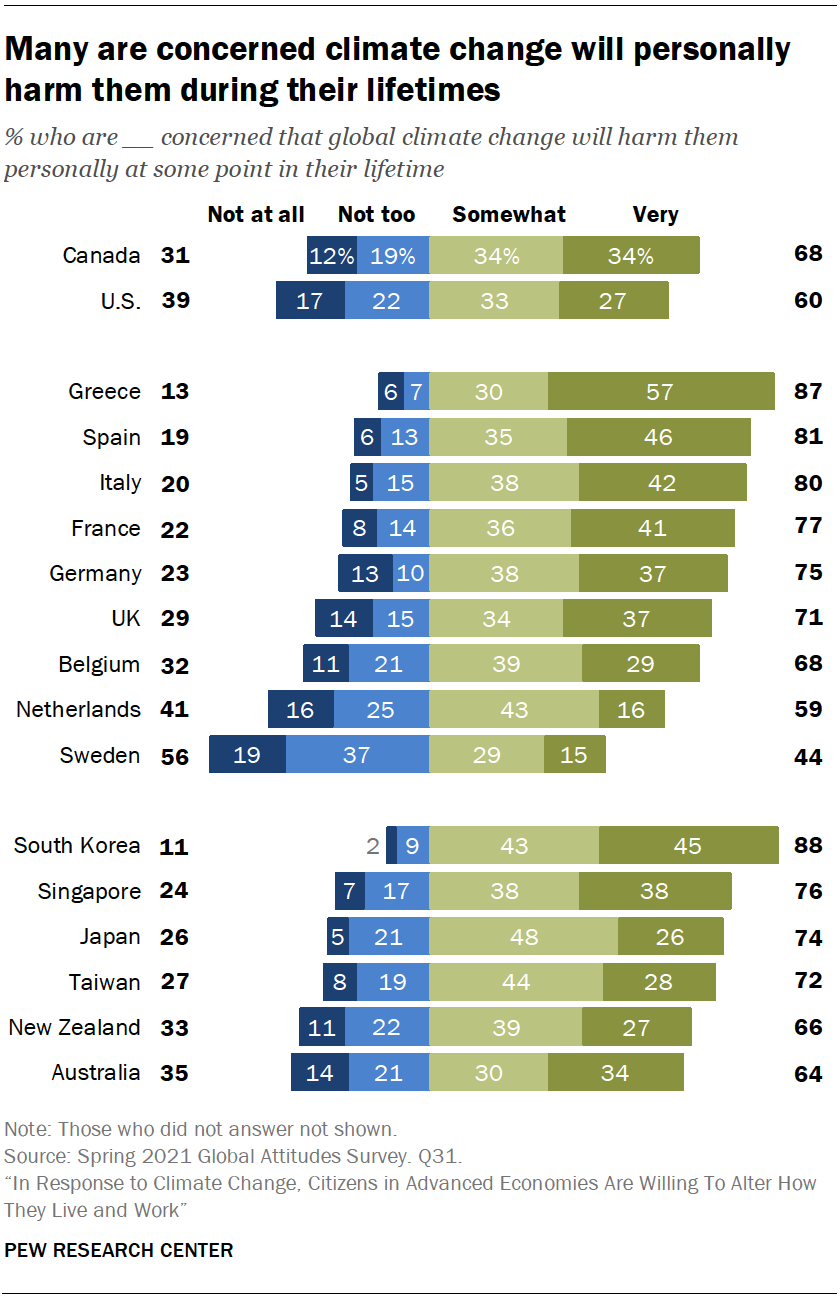 Many are concerned climate change will personally
harm them during their lifetimes
% who are ___ concerned that global climate change will harm them
personally at some point in their lifetime
Not at all Not too Somewhat Very
Canada 31 12% 19% 34% 34% 68
U.S. 39 17 22 33 27 60
Greece 13 6 7 30 57 87
Spain 19 6 13 35 46 81
Italy 20 5 15 38 42 80
France 22 8 14 36 41 77
Germany 23 13 10 38 37 75
UK 29 14 15 34 37 71
Belgium 32 11 21 39 29 68
Netherlands 41 16 25 43 16 59
Sweden 56 19 37 29 15 44
South Korea 11 2 9 43 45 88
Singapore 24 7 17 38 38 76
Japan 26 5 21 48 26 74
Taiwan 27 8 19 44 28 72
New Zealand 33 11 22 39 27 66
Australia 35 14 21 30 34 64
Note: Those who did not answer not shown.
Source: Spring 2021 Global Attitudes Survey. Q31.
“In Response to Climate Change, Citizens in Advanced Economies Are Willing To Alter How
They Live and Work”
PEW RESEARCH CENTER